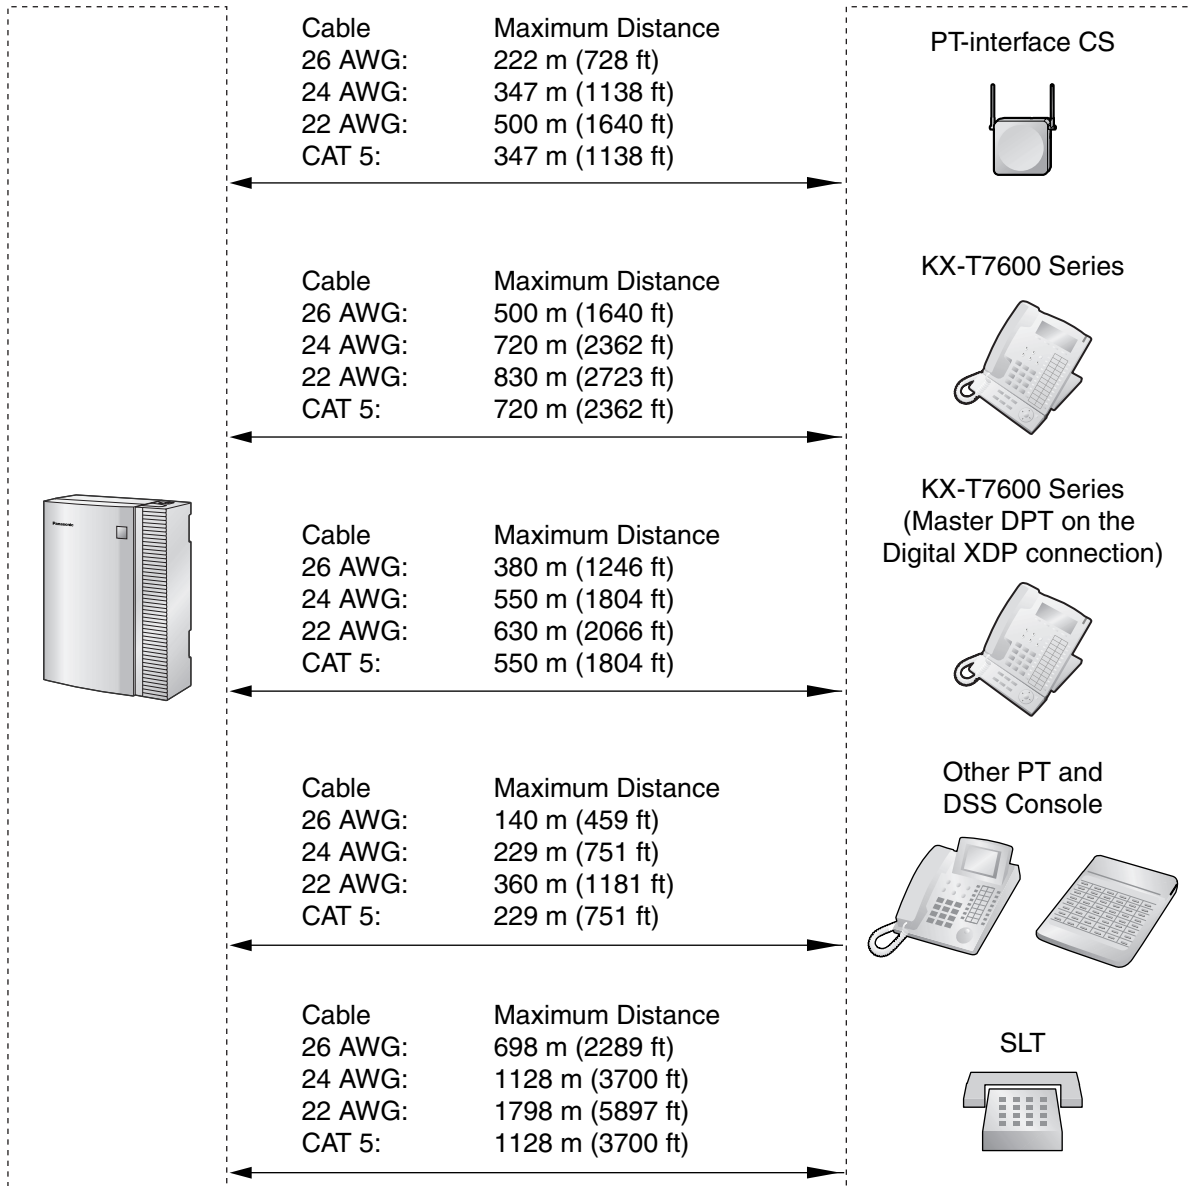 Cable Maximum Distance
26 AWG: 222 m (728 ft)
24 AWG: 347 m (1138 ft)
22 AWG: 500 m (1640 ft)
CAT 5: 347 m (1138 ft)
PT-interface CS
Cable Maximum Distance
26 AWG: 500 m (1640 ft)
24 AWG: 720 m (2362 ft)
22 AWG: 830 m (2723 ft)
CAT 5: 720 m (2362 ft)
KX-T7600 Series
Panasonic
Cable Maximum Distance
26 AWG: 380 m (1246 ft)
24 AWG: 550 m (1804 ft)
22 AWG: 630 m (2066 ft)
CAT 5: 550 m (1804 ft)
KX-T7600 Series
(Master DPT on the
Digital XDP connection)
Cable Maximum Distance
26 AWG: 140 m (459 ft)
24 AWG: 229 m (751 ft)
22 AWG: 360 m (1181 ft)
CAT 5: 229 m (751 ft)
Other PT and
DSS Console
Cable Maximum Distance
26 AWG: 698 m (2289 ft)
24 AWG: 1128 m (3700 ft)
22 AWG: 1798 m (5897 ft)
CAT 5: 1128 m (3700 ft)
SLT